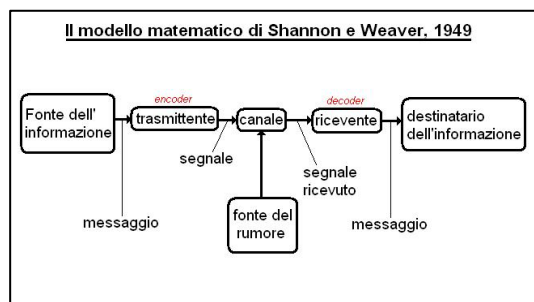 Il modello matematico di Shannon e Weaver, 1949
encoder
decoder
Fonte dell'
informazione
trasmittente
canale
ricevente
destinatario
dell'informazione
segnale
segnale
ricevuto
messaggio
fonte del
rumore
messaggio